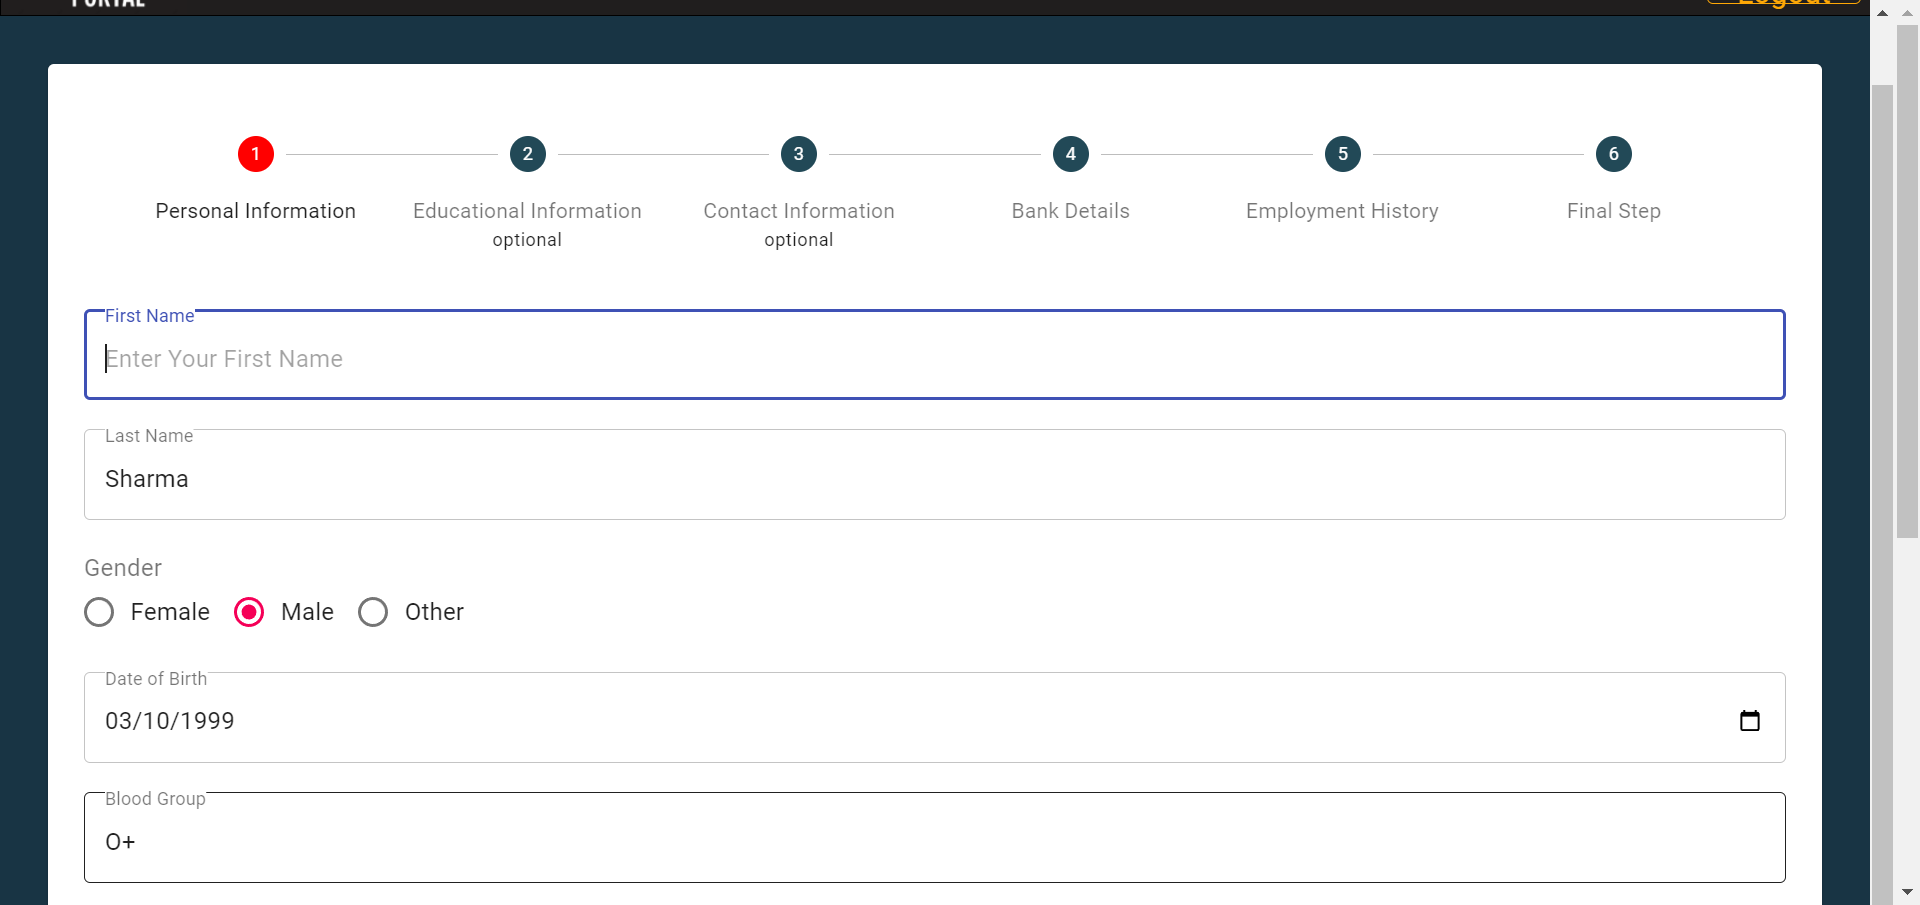 PORTAL
Logout
1
2
3
4
5
6
Personal Information
Educational Information
optional
Contact Information
optional
Bank Details
Employment History
Final Step
First Name
Enter Your First Name
Last Name
Sharma
Gender
Female
Male
Other
Date of Birth
03/10/1999
Blood Group
O+